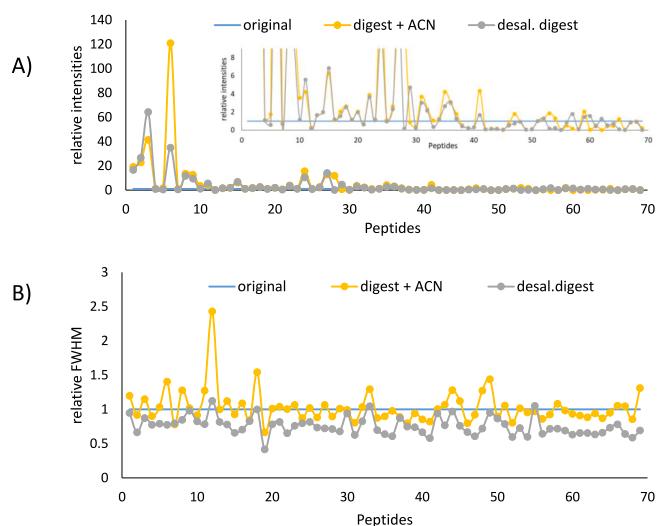 original digest + ACN desal. digest
A)
relative intensities
140
120
100
80
60
40
20
0
0 10 20 30 40 50 60 70
Peptides
relative intensities
8
6
4
2
0
0 10 20 30 40 50 60 70
Peptides
B)
original digest + ACN desal.digest
relative FWHM
3
2.5
2
1.5
1
0.5
0
0 10 20 30 40 50 60 70
Peptides